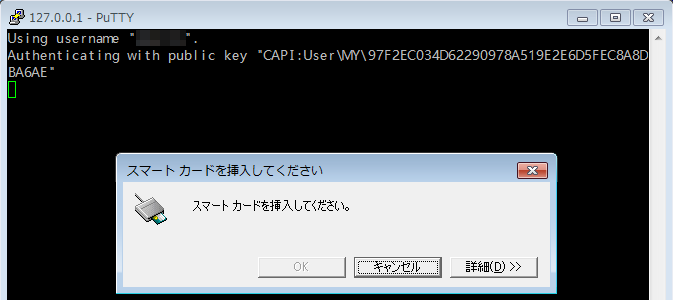 127.0.0.1 - PuTTY
Using username "
".
Authenticating with public key "CAPI:User\MY\97F2EC034D62290978A519E2E6D5FEC8A8D
BA6AE"
スマート カードを挿入してください
スマート カードを挿入してください。
OK
キャンセル
詳細(D) >>